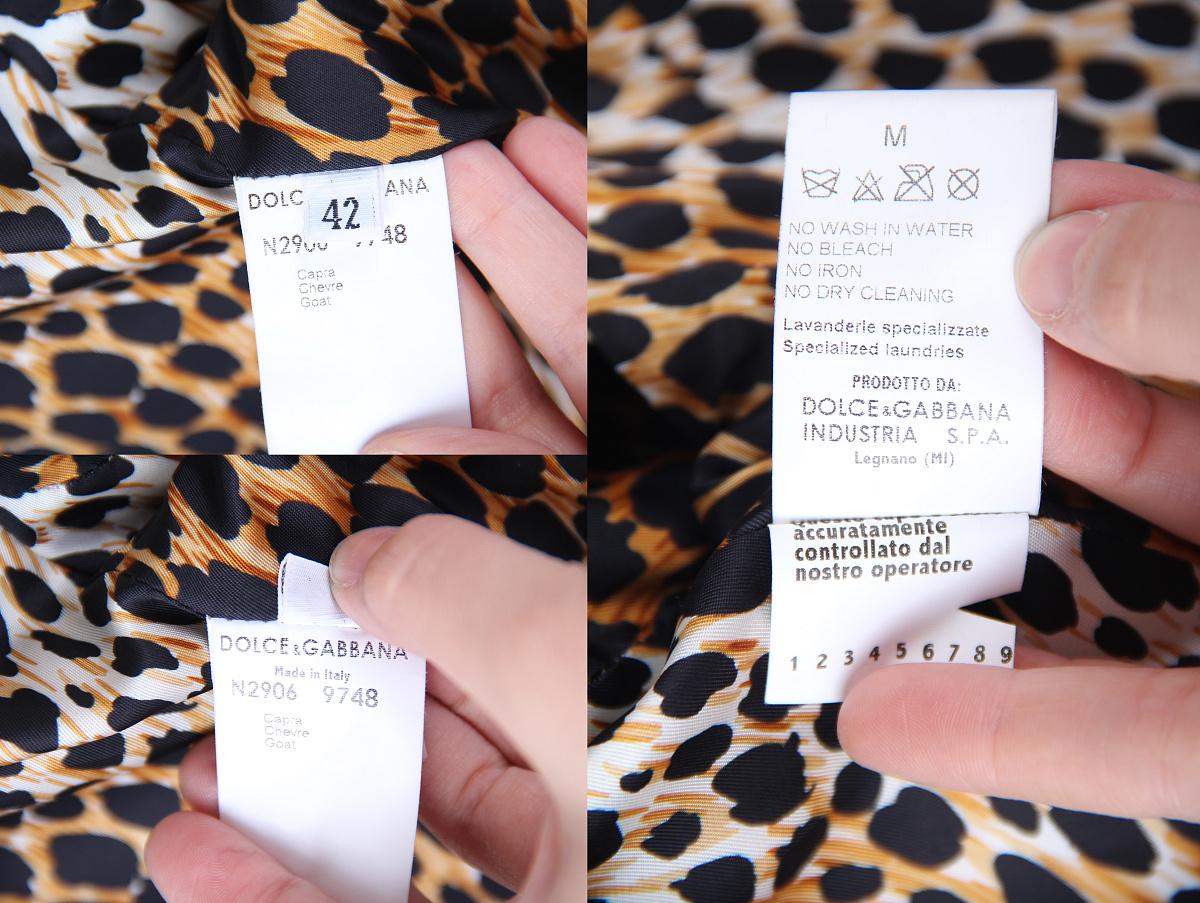 DOLC ANA
42
N290 748
Capra
Chevre
Goat
DOLCE&GABBANA
Made in Italy
N2906 9748
Capra
Chevre
Goat
M
NO WASH IN WATER
NO BLEACH
NO IRON
NO DRY CLEANING
Lavanderie specializzate
Specialized laundries
PRODOTTO DA:
DOLCE&GABBANA
INDUSTRIA S.P.A.
Legnano (MI)
accuratamente
controllato dal
nostro operatore
1 2 3 4 5 6 7 8 9